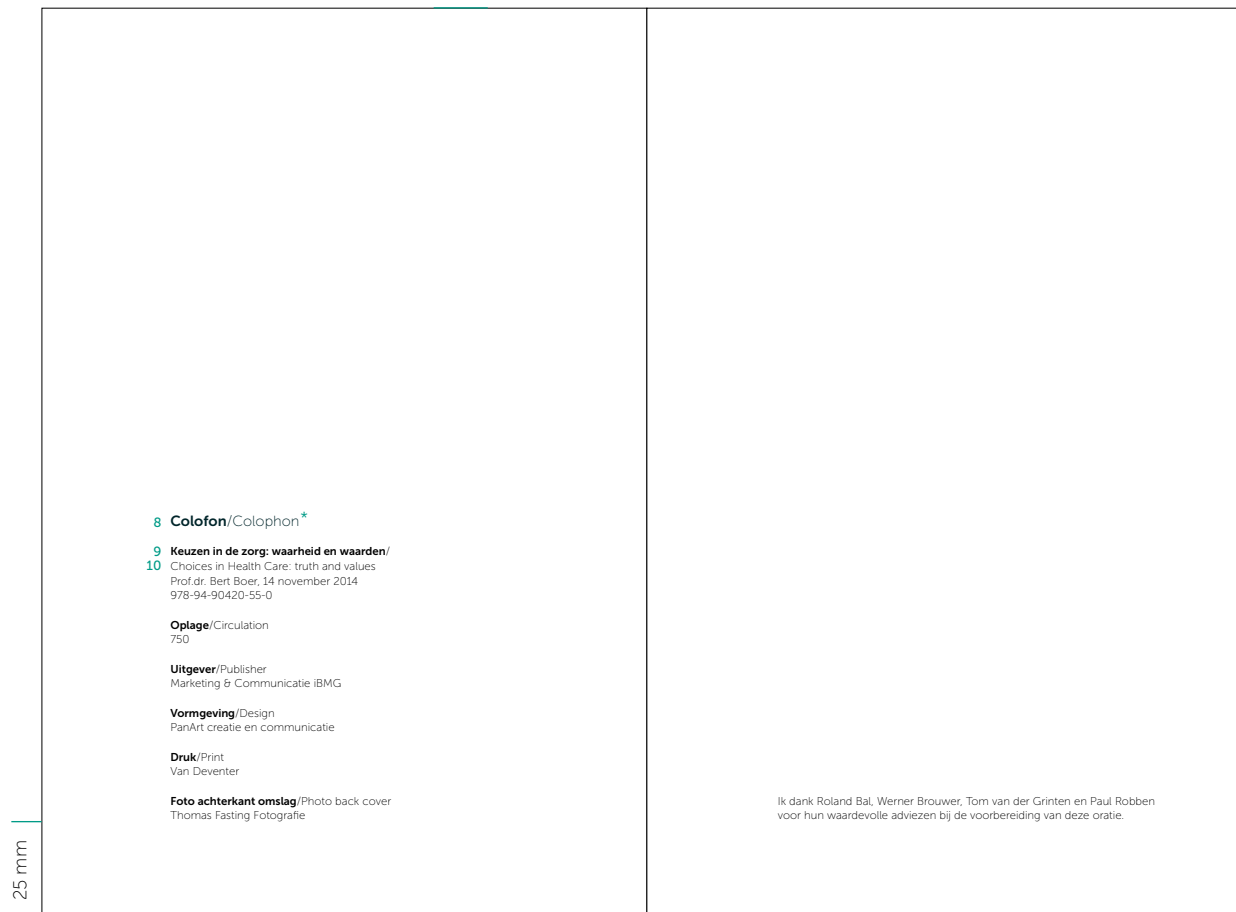 8 Colofon/Colophon*
9 Keuzen in de zorg: waarheid en waarden/
10 Choices in Health Care: truth and values
Prof.dr. Bert Boer, 14 november 2014
978-94-90420-55-0
Oplage/Circulation
750
Uitgever/Publisher
Marketing & Communicatie iBMG
Vormgeving/Design
PanArt creatie en communicatie
Druk/Print
Van Deventer
Foto achterkant omslag/Photo back cover
Thomas Fasting Fotografie
25 mm
Ik dank Roland Bal, Werner Brouwer, Tom van der Grinten en Paul Robben
voor hun waardevolle adviezen bij de voorbereiding van deze oratie.